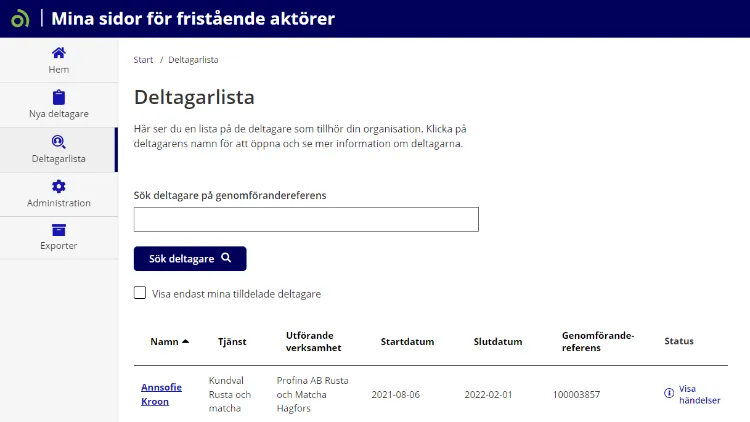 Mina sidor för fristående aktörer
Hem
Nya deltagare
Deltagarlista
Administration
Exporter
Start / Deltagarlista
Deltagarlista
Här ser du en lista på de deltagare som tillhör din organisation. Klicka på
deltagarens namn för att öppna och se mer information om deltagarna.
Sök deltagare på genomförandereferens
Sök deltagare
Visa endast mina tilldelade deltagare
Namn
Tjänst
Utförande
verksamhet
Startdatum
Slutdatum
Genomförande-
referens
Status
Annsofie
Kroon
Kundval
Rusta och
matcha
Profina AB Rusta
och Matcha
Hagfors
2021-08-06
2022-02-01
100003857
Visa
händelser